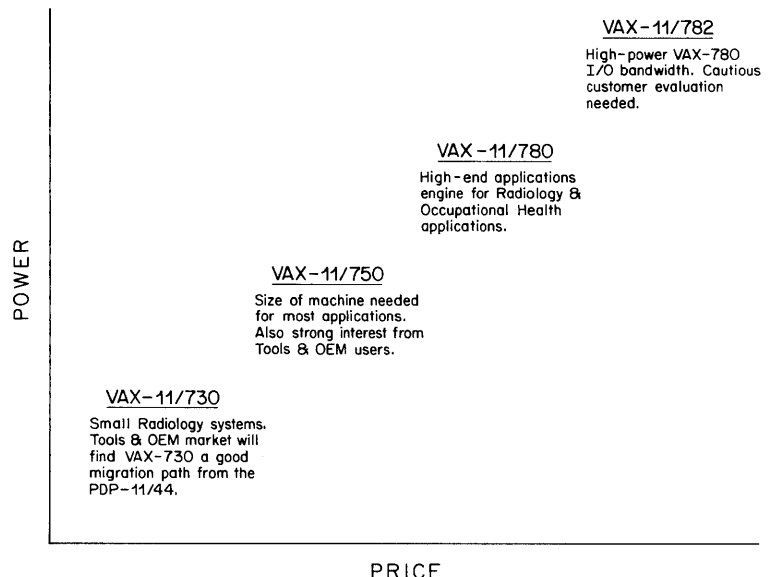 VAX-11/782
High-power VAX-780
I/O bandwidth. Cautious
customer evaluation
needed.
VAX-11/780
High-end applications
engine for Radiology &
Occupational Health
applications.
VAX-11/750
Size of machine needed
for most applications.
Also strong interest from
Tools & OEM users.
VAX-11/730
Small Radiology systems.
Tools & OEM market will
find VAX-730 a good
migration path from the
PDP-11/44.
POWER
PRICE